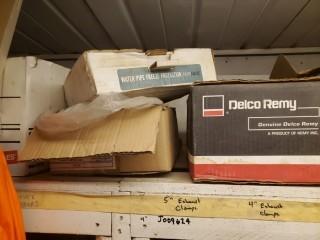 WATER PIPE FREEZE PROTECTION
Delco Remy
Genuine Delco Remy
A PRODUCT OF REMY INC.
5" Exhaust
Clamps
4" Exhaust
Clamps
4"
J009624